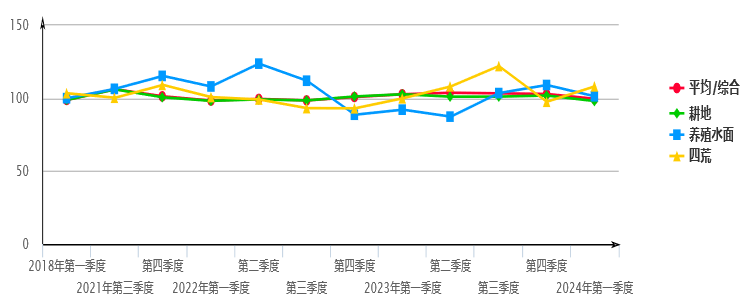 150
100
50
0
平均/综合
耕地
养殖水面
四荒
2018年第一季度
第四季度
第二季度
第四季度
第二季度
第四季度
2021年第三季度
2022年第一季度
第三季度
2023年第一季度
第三季度
2024年第一季度